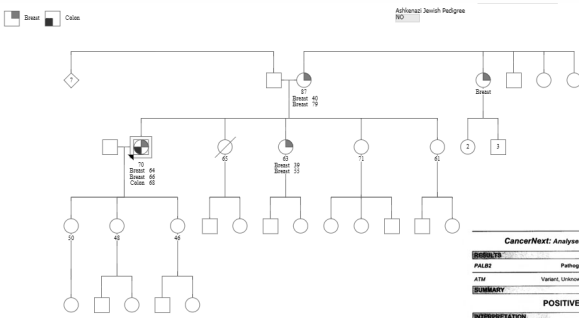 Breast
Colon
Ashkenazi Jewish Pedigree
NO
?
87
Breast 40
Breast 79
Breast
70
Breast 64
Breast 66
Colon 68
65
63
Breast 39
Breast 55
71
61
2
3
50
48
46
CancerNext: Analyse
RESULTS
PALB2 Pathog
ATM Variant, Unknow
SUMMARY
POSITIVE
INTERPRETATION